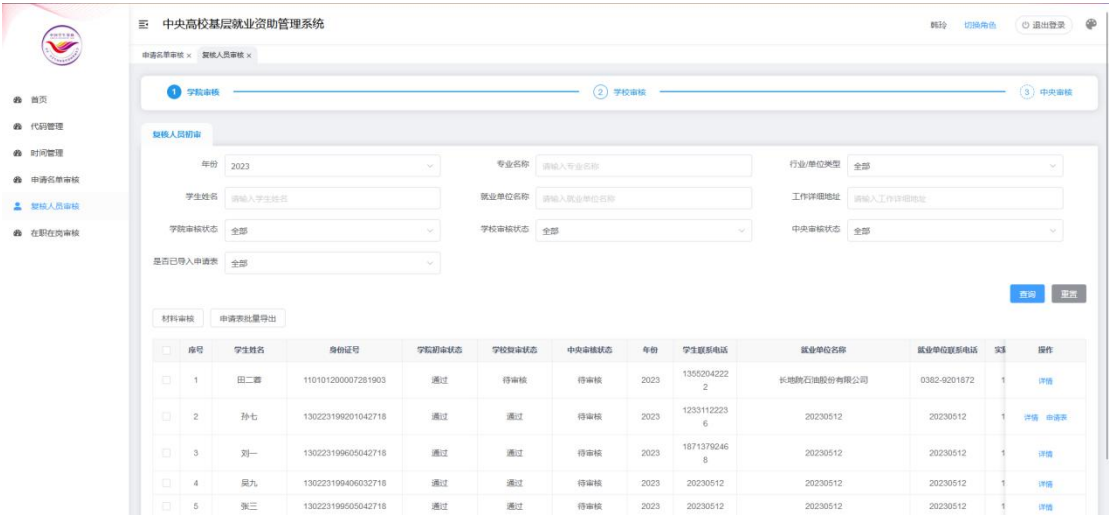 中央高校基层就业资助管理系统
韩玲 切换角色 退出登录
申请名单审核 × 复核人员审核 ×
1 学院审核 2 学校审核 3 中央审核
首页
代码管理
时间管理
申请名单审核
复核人员审核
在职在岗审核
复核人员初审
年份 2023 专业名称 请输入专业名称 行业/单位类型 全部
学生姓名 请输入学生姓名 就业单位名称 请输入就业单位名称 工作详细地址 请输入工作详细地址
学院审核状态 全部 学校审核状态 全部 中央审核状态 全部
是否已导入申请表 全部
查询 重置
材料审核 申请表批量导出
序号 学生姓名 身份证号 学院初审状态 学校复审状态 中央审核状态 年份 学生联系电话 就业单位名称 就业单位联系电话 操作
1 田二蓉 110101200007281903 通过 待审核 待审核 2023 13552042222 长地皖石油股份有限公司 0382-9201872 1 详情
2 孙七 130223199201042718 通过 通过 待审核 2023 12331122236 20230512 20230512 1 详情 申请表
3 刘一 130223199605042718 通过 通过 待审核 2023 18713792468 20230512 20230512 1 详情
4 吴九 130223199406032718 通过 通过 待审核 2023 20230512 20230512 20230512 1 详情
5 张三 130223199505042718 通过 通过 待审核 2023 20230512 20230512 20230512 1 详情